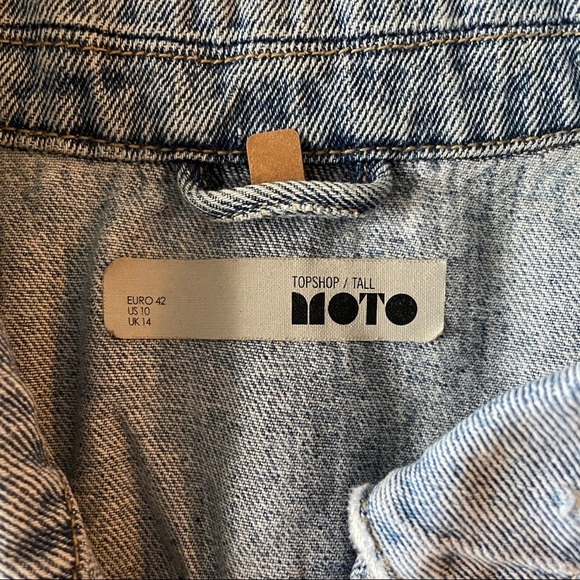 EURO 42
US 10
UK 14
TOPSHOP / TALL
MOTO